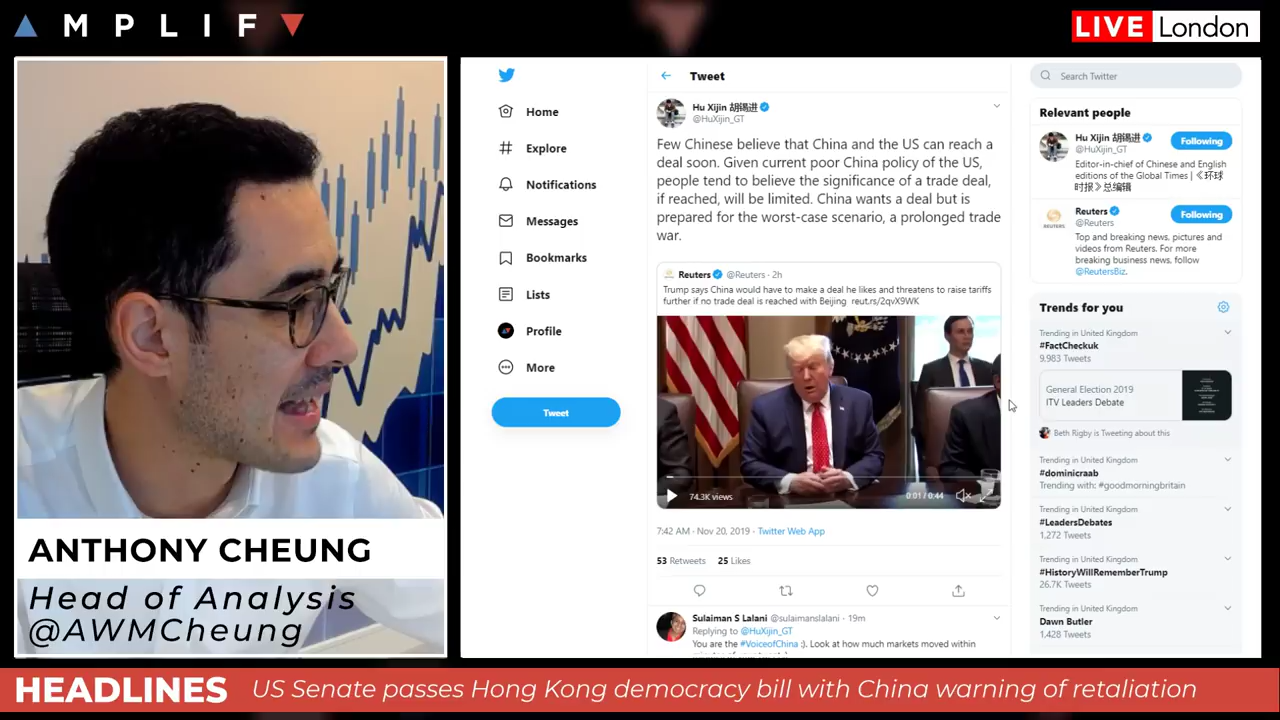 AMPLIFY
LIVE London
Home
Explore
Notifications
Messages
Bookmarks
Lists
Profile
More
Tweet
Tweet
Hu Xijin 胡锡进
@HuXijin_GT
Few Chinese believe that China and the US can reach a
deal soon. Given current poor China policy of the US,
people tend to believe the significance of a trade deal,
if reached, will be limited. China wants a deal but is
prepared for the worst-case scenario, a prolonged trade
war.
Reuters @Reuters · 2h
Trump says China would have to make a deal he likes and threatens to raise tariffs
further if no trade deal is reached with Beijing reut.rs/2qvX9WK
74.3K views
0:01 / 0:44
7:42 AM · Nov 20, 2019 · Twitter Web App
53 Retweets 25 Likes
Sulaiman S Lalani @sulaimanslalani · 19m
Replying to @HuXijin_GT
You are the #VoiceofChina :). Look at how much markets moved within
Search Twitter
Relevant people
Hu Xijin 胡锡进
@HuXijin_GT
Following
Editor-in-chief of Chinese and English
editions of the Global Times | 《环球
时报》总编辑
REUTERS
Reuters
@Reuters
Following
Top and breaking news, pictures and
videos from Reuters. For more
breaking business news, follow
@ReutersBiz.
Trends for you
Trending in United Kingdom
#FactCheckuk
9,983 Tweets
General Election 2019
ITV Leaders Debate
Beth Rigby is Tweeting about this
Trending in United Kingdom
#dominicraab
Trending with: #goodmorningbritain
Trending in United Kingdom
#LeadersDebates
1,272 Tweets
Trending in United Kingdom
#HistoryWillRememberTrump
26.7K Tweets
Trending in United Kingdom
Dawn Butler
1,428 Tweets
ANTHONY CHEUNG
Head of Analysis
@AWMCheung
HEADLINES US Senate passes Hong Kong democracy bill with China warning of retaliation